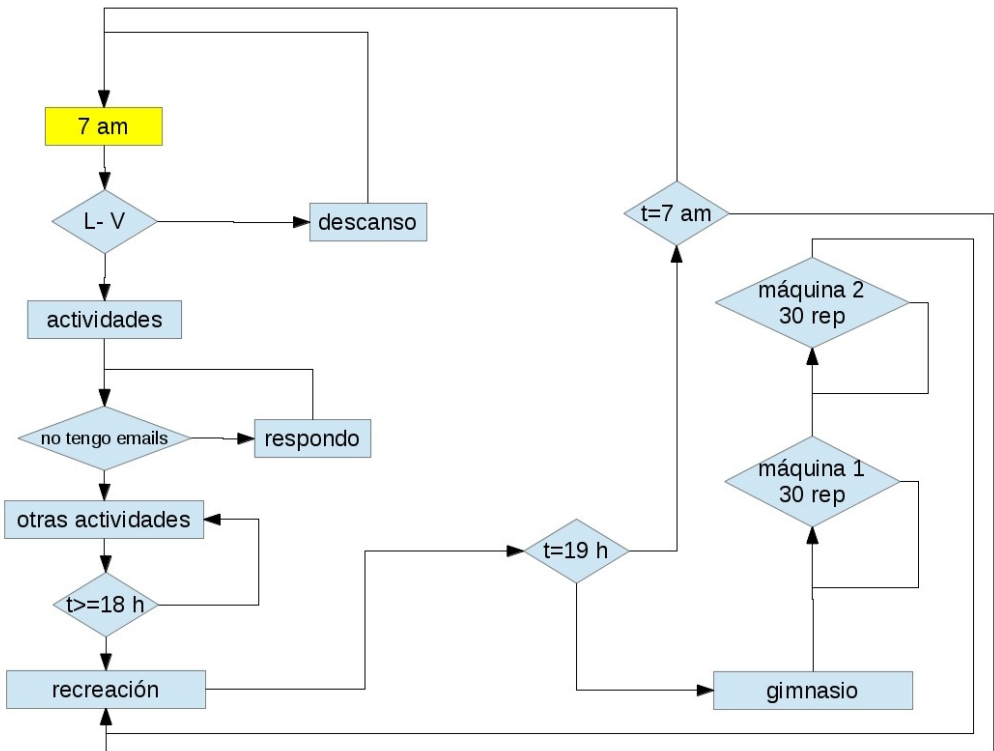 7 am
L- V
descanso
actividades
no tengo emails
respondo
otras actividades
t>=18 h
recreación
t=19 h
t=7 am
máquina 2
30 rep
máquina 1
30 rep
gimnasio